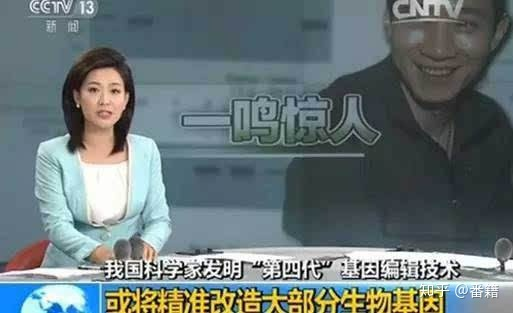 CCTV 13
新闻
CNTV
一鸣惊人
我国科学家发明“第四代”基因编辑技术
或将精准改造大部分生物基因
知乎 @番籍